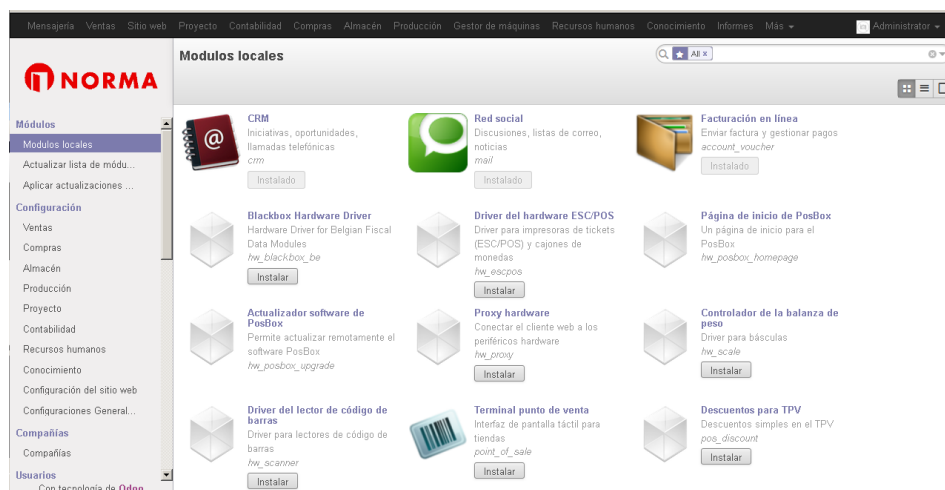 Mensajería Ventas Sitio web Proyecto Contabilidad Compras Almacén Producción Gestor de máquinas Recursos humanos Conocimiento Informes Más Administrator
NORMA
Modulos locales
All x
Módulos
Modulos locales
Actualizar lista de módu...
Aplicar actualizaciones ...
Configuración
Ventas
Compras
Almacén
Producción
Proyecto
Contabilidad
Recursos humanos
Conocimiento
Configuración del sitio web
Configuraciones General...
Compañías
Compañías
Usuarios
Con tecnología de Odoo
CRM
Iniciativas, oportunidades,
llamadas telefónicas
crm
Instalado
Red social
Discusiones, listas de correo,
noticias
mail
Instalado
Facturación en línea
Enviar factura y gestionar pagos
account_voucher
Instalado
Blackbox Hardware Driver
Hardware Driver for Belgian Fiscal
Data Modules
hw_blackbox_be
Instalar
Driver del hardware ESC/POS
Driver para impresoras de tickets
(ESC/POS) y cajones de
monedas
hw_escpos
Instalar
Página de inicio de PosBox
Un página de inicio para el
PosBox
hw_posbox_homepage
Actualizador software de
PosBox
Permite actualizar remotamente el
software PosBox
hw_posbox_upgrade
Proxy hardware
Conectar el cliente web a los
periféricos hardware
hw_proxy
Instalar
Controlador de la balanza de
peso
Driver para básculas
hw_scale
Instalar
Driver del lector de código de
barras
Driver para lectores de código de
barras
hw_scanner
Instalar
Terminal punto de venta
Interfaz de pantalla táctil para
tiendas
point_of_sale
Instalar
Descuentos para TPV
Descuentos simples en el TPV
pos_discount
Instalar